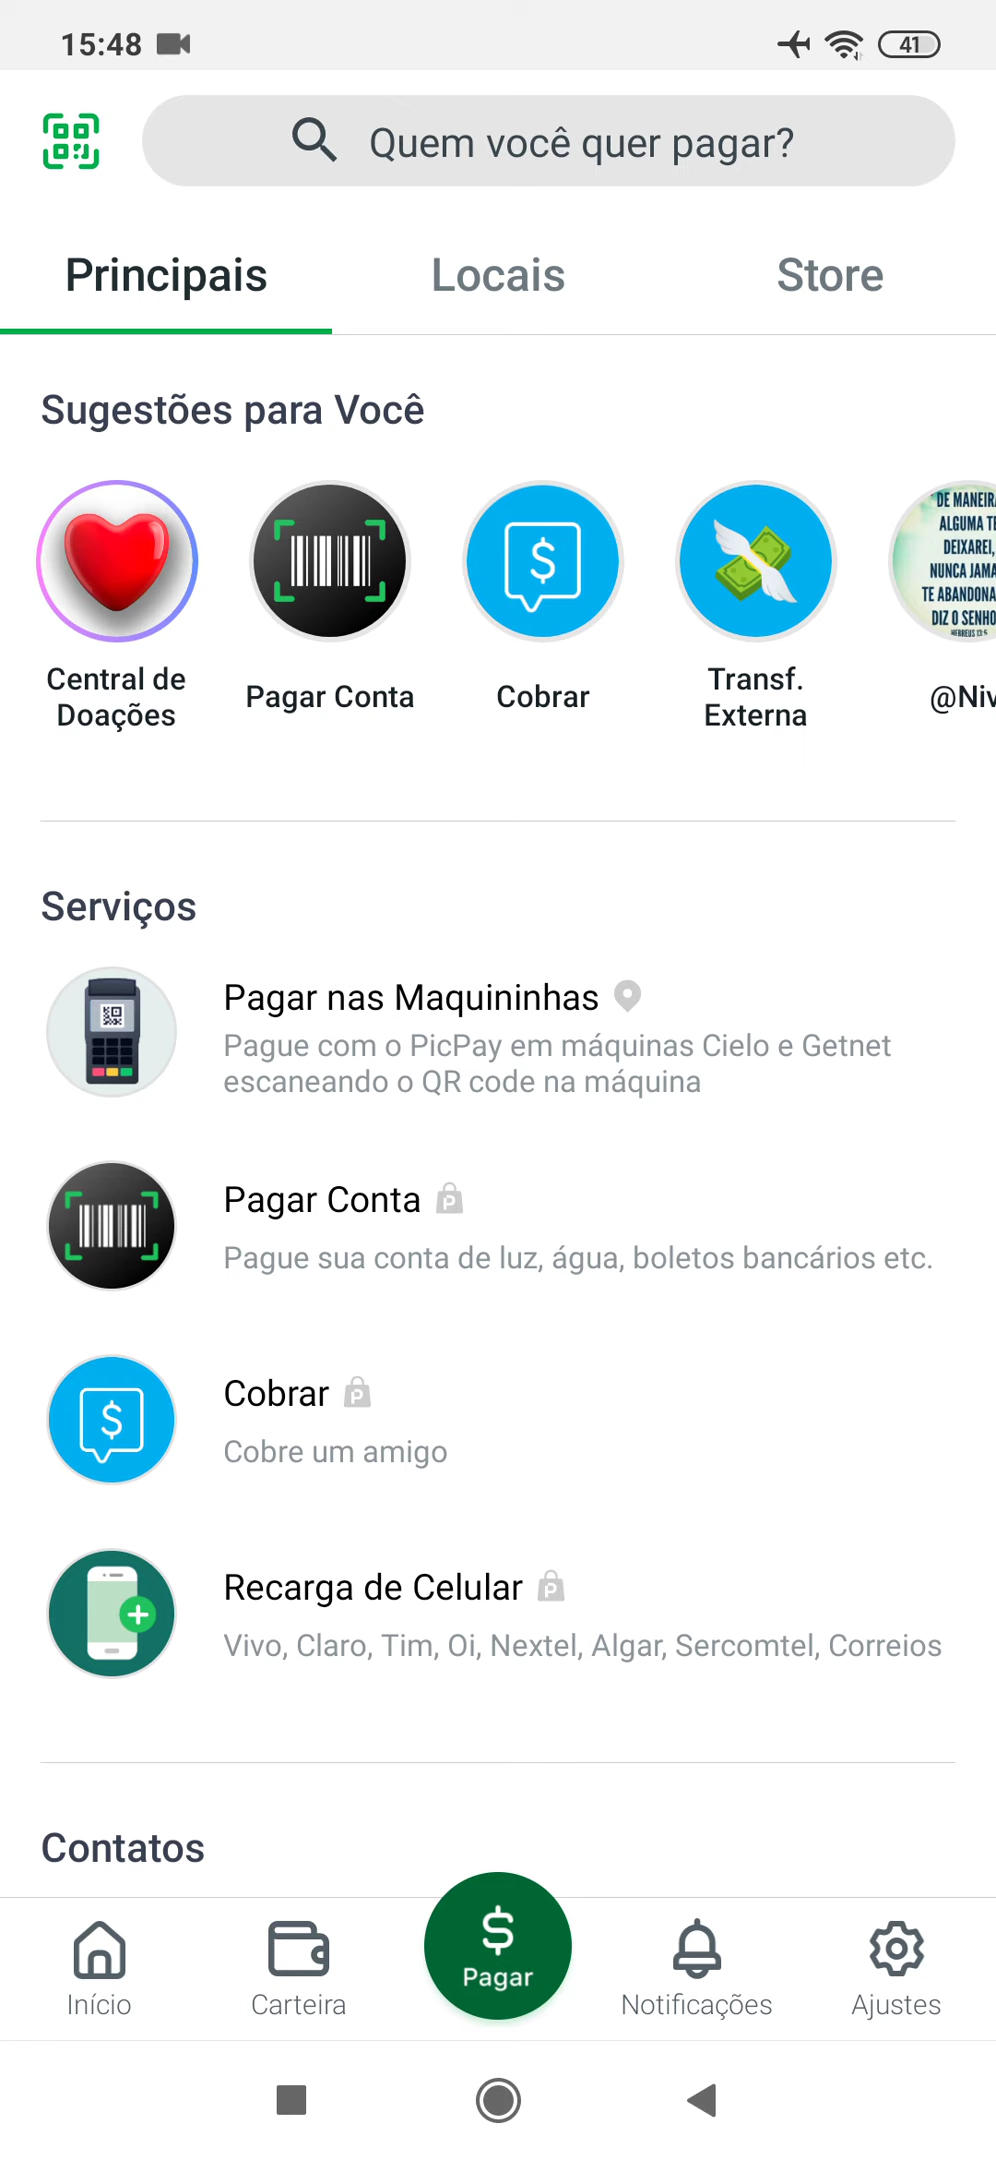 15:48
41
Quem você quer pagar?
Principais
Locais
Store
Sugestões para Você
DE MANEIRA
ALGUMA TE
DEIXAREI,
NUNCA JAMA
TE ABANDONA
DIZ O SENHO
HEBREUS 13:5
Central de
Doações
Pagar Conta
Cobrar
Transf.
Externa
@Niv
Serviços
Pagar nas Maquininhas
Pague com o PicPay em máquinas Cielo e Getnet
escaneando o QR code na máquina
Pagar Conta
Pague sua conta de luz, água, boletos bancários etc.
Cobrar
Cobre um amigo
Recarga de Celular
Vivo, Claro, Tim, Oi, Nextel, Algar, Sercomtel, Correios
Contatos
Início
Carteira
$
Pagar
Notificações
Ajustes